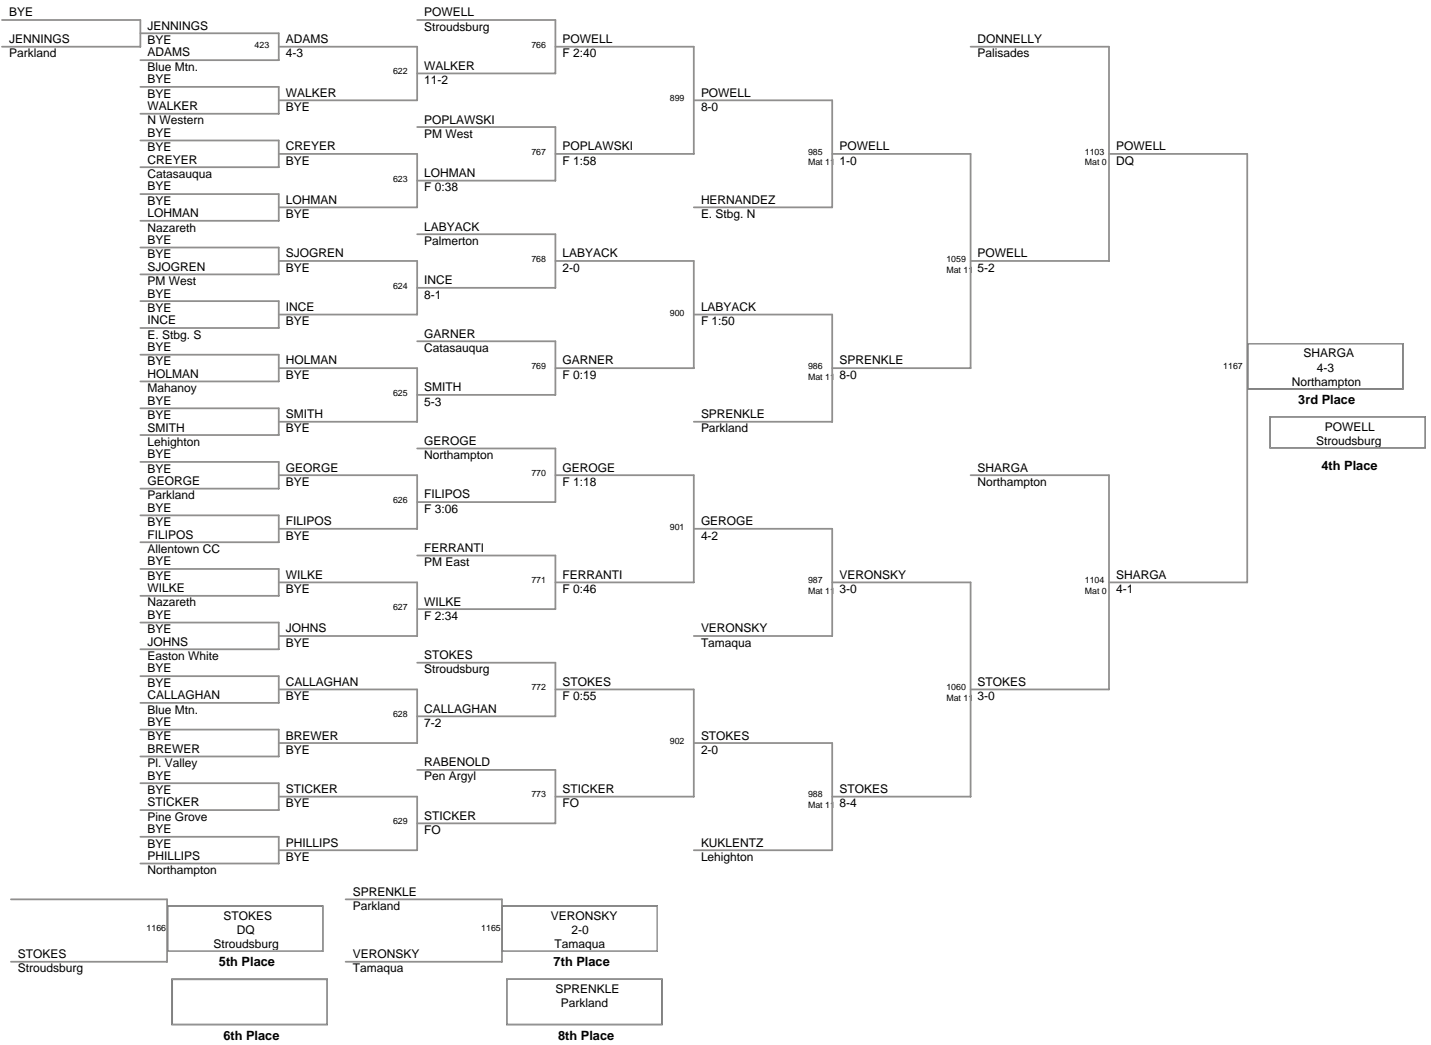 BYE
JENNINGS
Parkland
JENNINGS
BYE
ADAMS
Blue Mtn.
BYE
BYE
WALKER
N Western
BYE
BYE
CREYER
Catasauqua
BYE
BYE
LOHMAN
Nazareth
BYE
BYE
SJOGREN
PM West
BYE
BYE
INCE
E. Stbg. S
BYE
BYE
HOLMAN
Mahanoy
BYE
BYE
SMITH
Lehighton
BYE
BYE
GEORGE
Parkland
BYE
BYE
FILIPOS
Allentown CC
BYE
BYE
WILKE
Nazareth
BYE
BYE
JOHNS
Easton White
BYE
BYE
CALLAGHAN
Blue Mtn.
BYE
BYE
BREWER
Pl. Valley
BYE
BYE
STICKER
Pine Grove
BYE
BYE
PHILLIPS
Northampton
423
ADAMS
4-3
WALKER
BYE
CREYER
BYE
LOHMAN
BYE
SJOGREN
BYE
INCE
BYE
HOLMAN
BYE
SMITH
BYE
GEORGE
BYE
FILIPOS
BYE
WILKE
BYE
JOHNS
BYE
CALLAGHAN
BYE
BREWER
BYE
STICKER
BYE
PHILLIPS
BYE
622
623
624
625
626
627
628
629
POWELL
Stroudsburg
WALKER
11-2
POPLAWSKI
PM West
LOHMAN
F 0:38
LABYACK
Palmerton
INCE
8-1
GARNER
Catasauqua
SMITH
5-3
GEROGE
Northampton
FILIPOS
F 3:06
FERRANTI
PM East
WILKE
F 2:34
STOKES
Stroudsburg
CALLAGHAN
7-2
RABENOLD
Pen Argyl
STICKER
FO
766
767
768
769
770
771
772
773
POWELL
F 2:40
POPLAWSKI
F 1:58
LABYACK
2-0
GARNER
F 0:19
GEROGE
F 1:18
FERRANTI
F 0:46
STOKES
F 0:55
STICKER
FO
899
900
901
902
POWELL
8-0
HERNANDEZ
E. Stbg. N
LABYACK
F 1:50
SPRENKLE
Parkland
GEROGE
4-2
VERONSKY
Tamaqua
STOKES
2-0
KUKLENTZ
Lehighton
985
Mat 11
986
Mat 11
987
Mat 11
988
Mat 11
POWELL
1-0
SPRENKLE
8-0
VERONSKY
3-0
STOKES
8-4
1059
Mat 11
1060
Mat 11
DONNELLY
Palisades
POWELL
5-2
SHARGA
Northampton
STOKES
3-0
1103
Mat 0
1104
Mat 0
POWELL
DQ
SHARGA
4-1
1167
SHARGA
4-3
Northampton
3rd Place
POWELL
Stroudsburg
4th Place
STOKES
Stroudsburg
1166
STOKES
DQ
Stroudsburg
5th Place
6th Place
SPRENKLE
Parkland
VERONSKY
Tamaqua
1165
VERONSKY
2-0
Tamaqua
7th Place
SPRENKLE
Parkland
8th Place